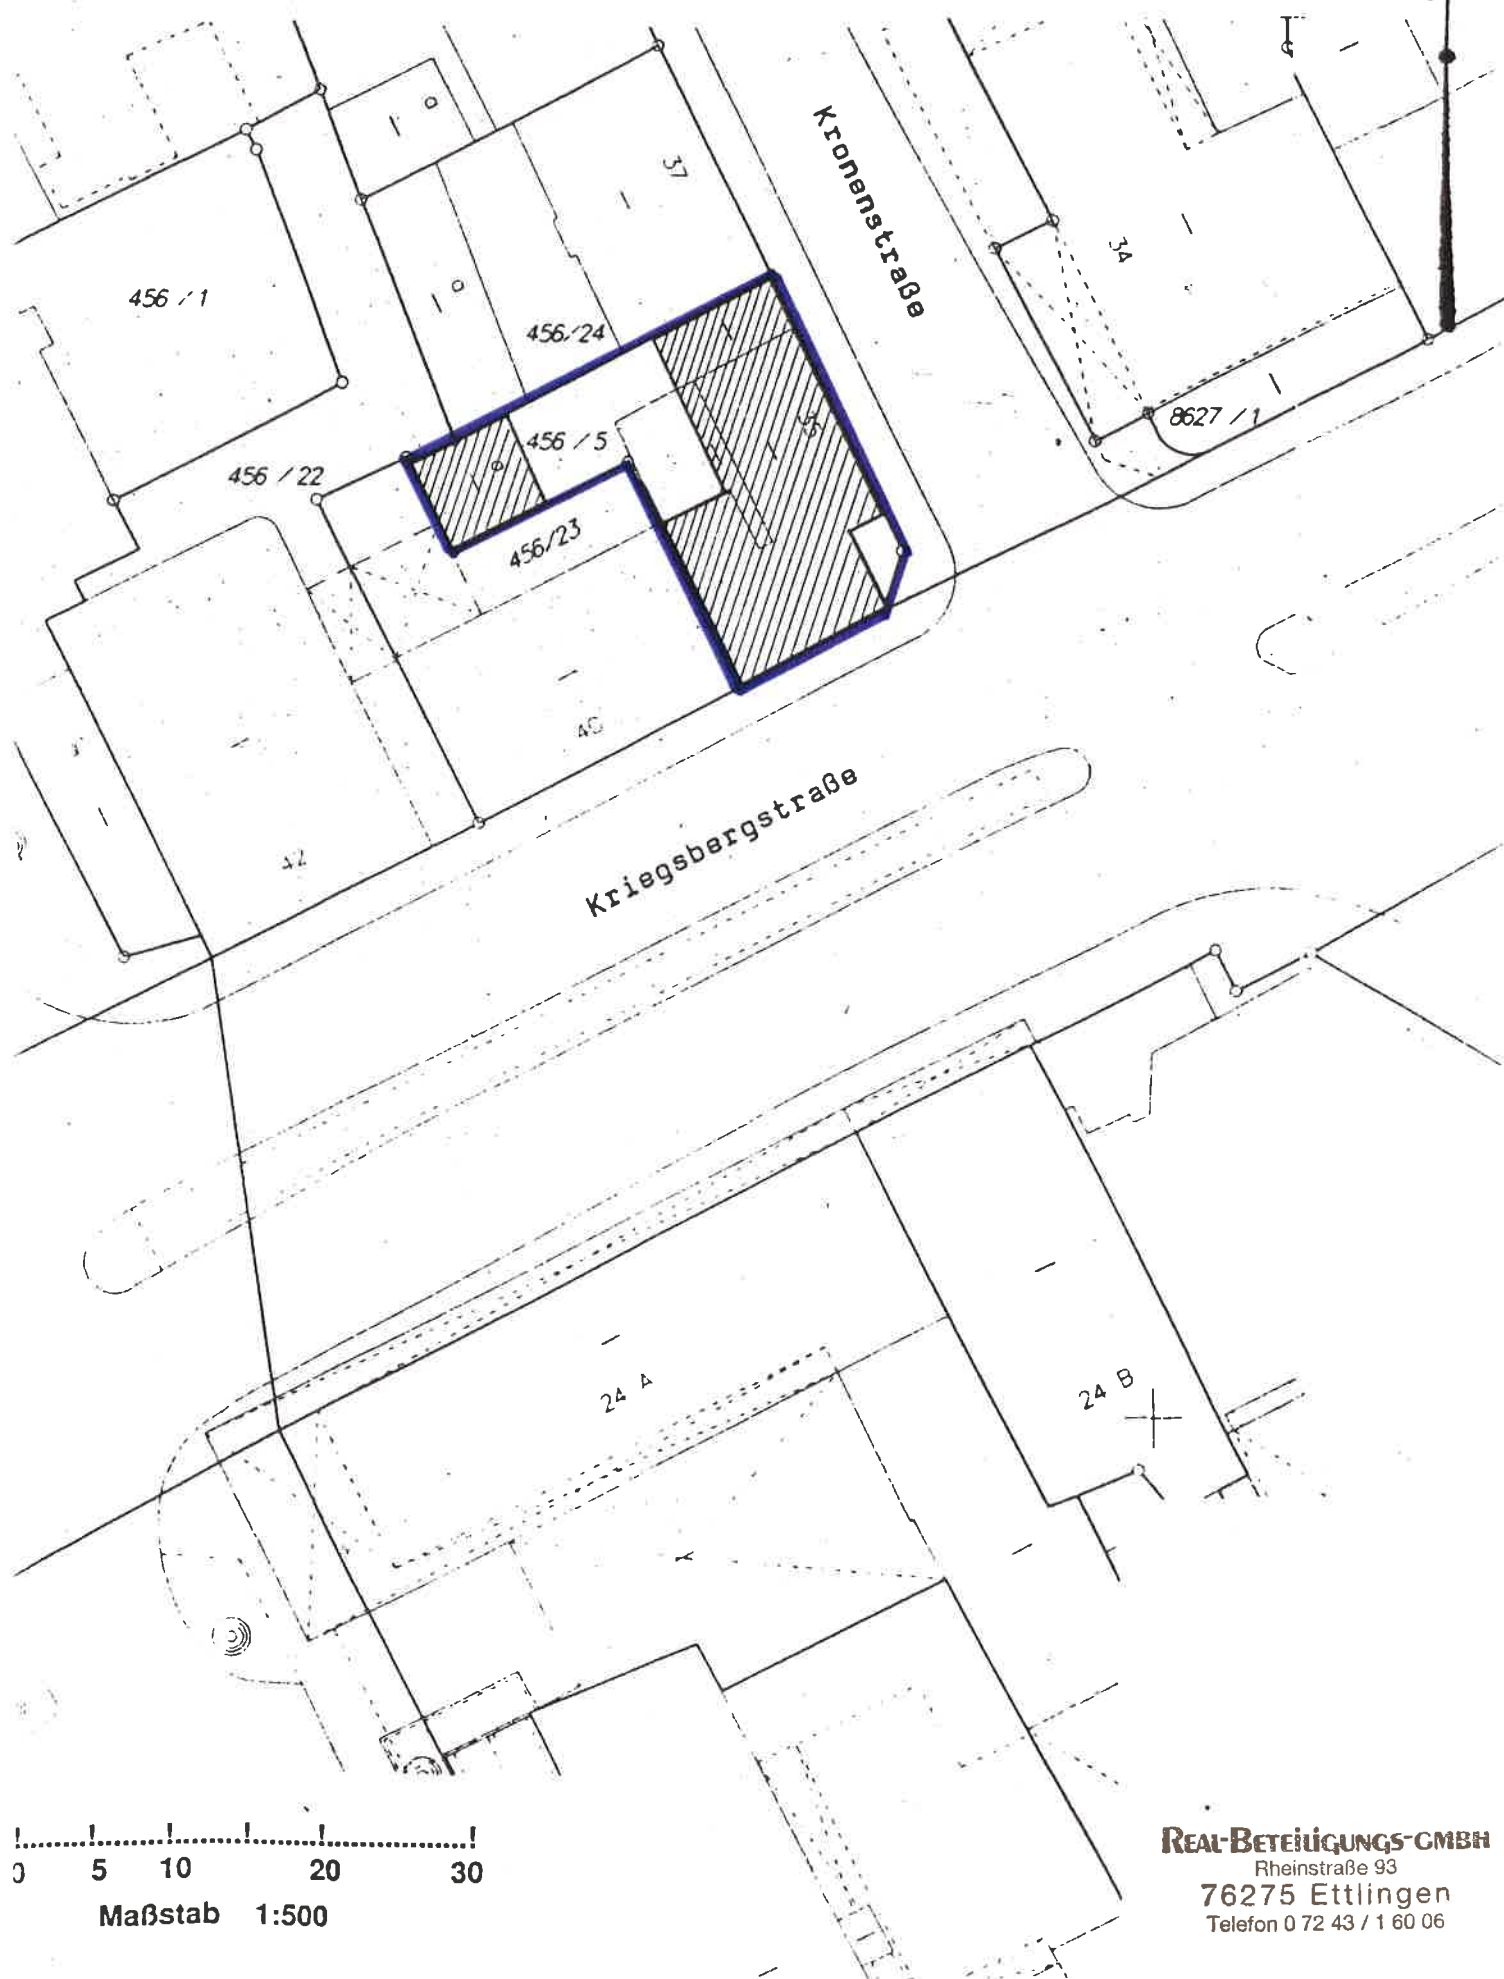 Kronenstraße
37
34
456/1
456/24
8627/1
456/5
456/22
456/23
40
42
Kriegsbergstraße
24 A
24 B
0 5 10 20 30
Maßstab 1:500
REAL-BETEILIGUNGS-GMBH
Rheinstraße 93
76275 Ettlingen
Telefon 0 72 43 / 1 60 06